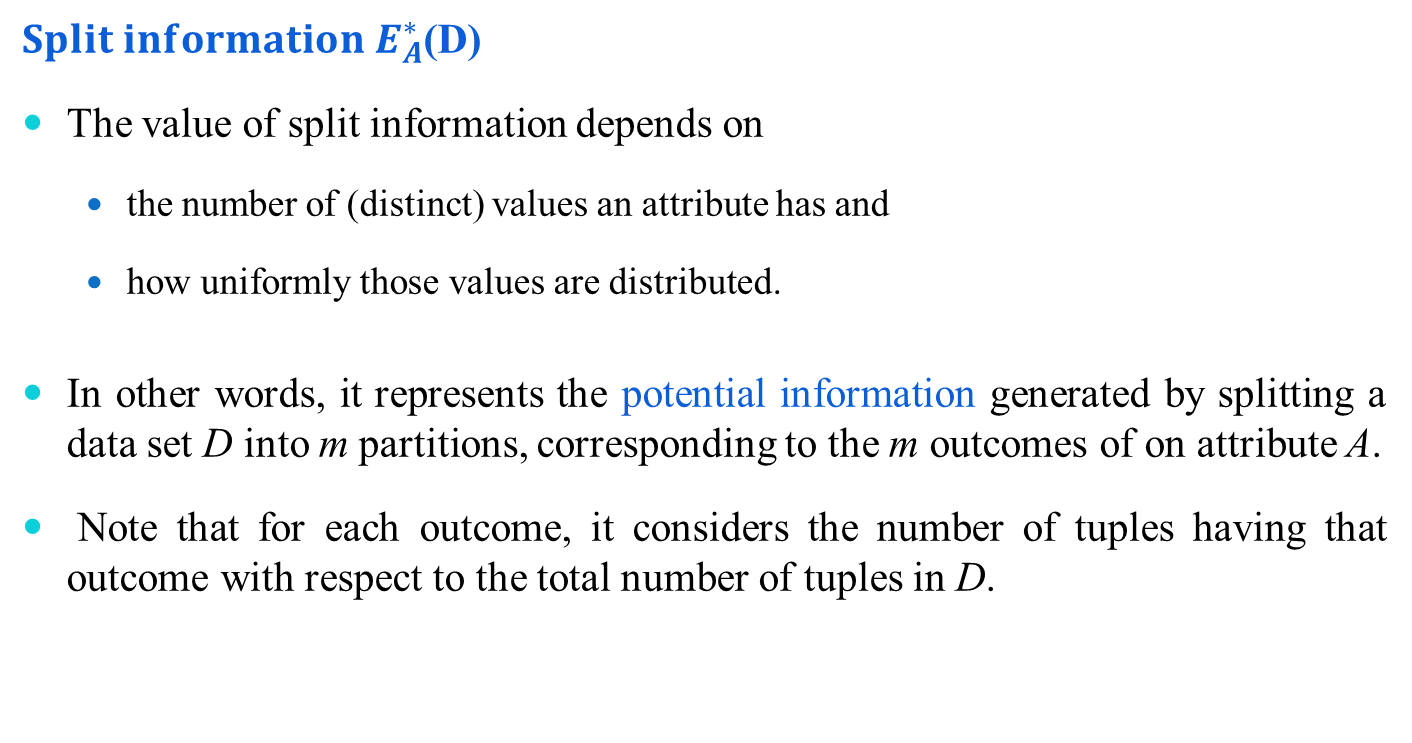 Split information $E_A^*$(D)
• The value of split information depends on
• the number of (distinct) values an attribute has and
• how uniformly those values are distributed.
• In other words, it represents the potential information generated by splitting a
data set D into m partitions, corresponding to the m outcomes of on attribute A.
• Note that for each outcome, it considers the number of tuples having that
outcome with respect to the total number of tuples in D.